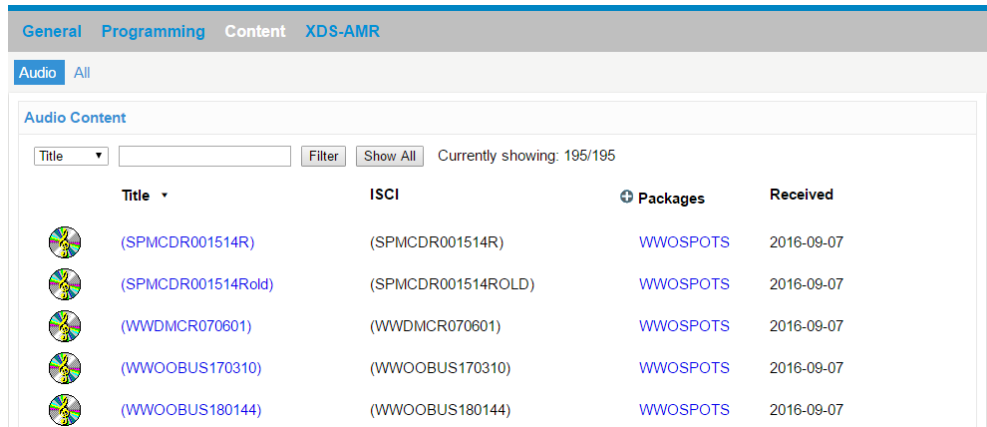 General Programming Content XDS-AMR
Audio All
Audio Content
Title Filter Show All Currently showing: 195/195
Title ISCI Packages Received
(SPMCDR001514R) (SPMCDR001514R) WWOSPOTS 2016-09-07
(SPMCDR001514Rold) (SPMCDR001514ROLD) WWOSPOTS 2016-09-07
(WWDMCR070601) (WWDMCR070601) WWOSPOTS 2016-09-07
(WWOOBUS170310) (WWOOBUS170310) WWOSPOTS 2016-09-07
(WWOOBUS180144) (WWOOBUS180144) WWOSPOTS 2016-09-07